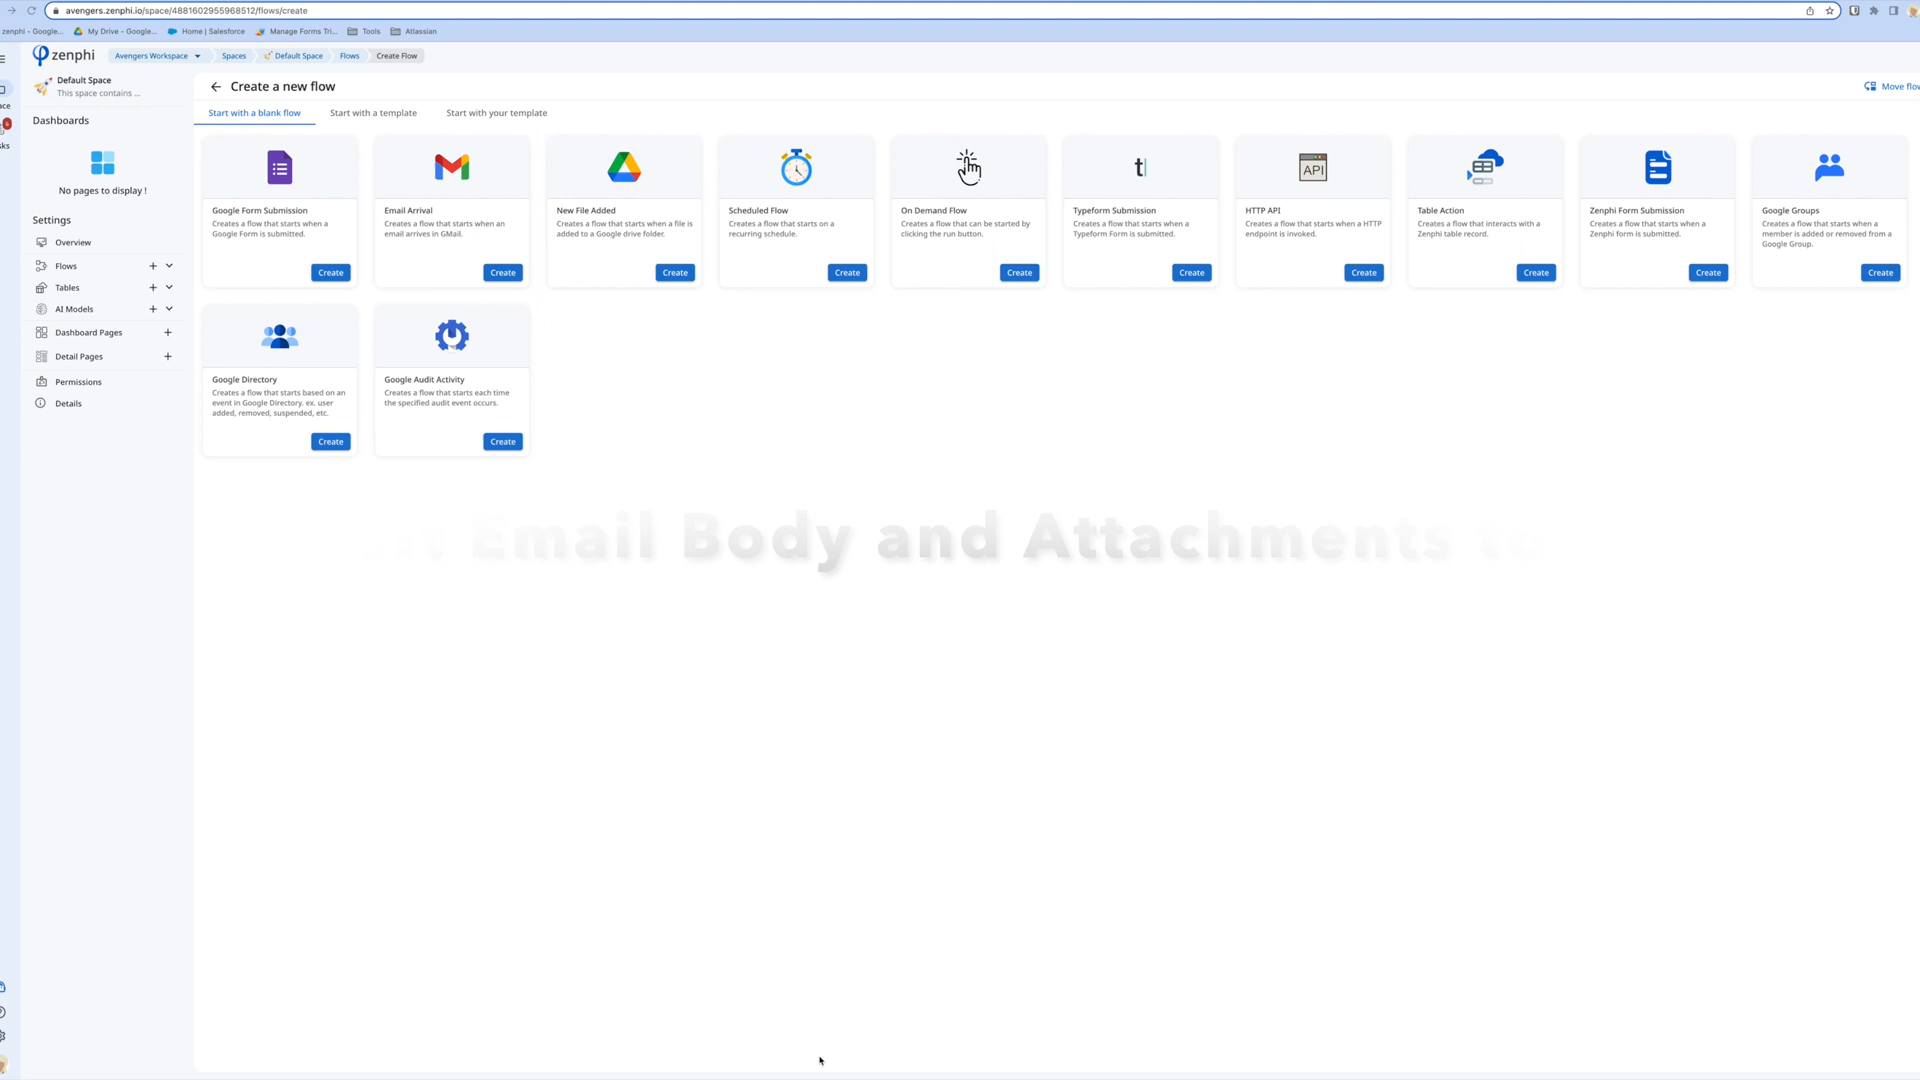 avengers.zenphi.io/space/4881602955968512/flows/create
zenphi - Google...
My Drive - Google...
Home | Salesforce
Manage Forms Tri...
Tools
Atlassian
zenphi
Avengers Workspace
Spaces
Default Space
Flows
Create Flow
Default Space
This space contains ...
Create a new flow
Move flow
Start with a blank flow
Start with a template
Start with your template
Dashboards
No pages to display !
Settings
Overview
Flows
Tables
AI Models
Dashboard Pages
Detail Pages
Permissions
Details
Google Form Submission
Creates a flow that starts when a
Google Form is submitted.
Create
Email Arrival
Creates a flow that starts when an
email arrives in GMail.
Create
New File Added
Creates a flow that starts when a file is
added to a Google drive folder.
Create
Scheduled Flow
Creates a flow that starts on a
recurring schedule.
Create
On Demand Flow
Creates a flow that can be started by
clicking the run button.
Create
t
Typeform Submission
Creates a flow that starts when a
Typeform Form is submitted.
Create
API
HTTP API
Creates a flow that starts when a HTTP
endpoint is invoked.
Create
Table Action
Creates a flow that interacts with a
Zenphi table record.
Create
Zenphi Form Submission
Creates a flow that starts when a
Zenphi form is submitted.
Create
Google Groups
Creates a flow that starts when a
member is added or removed from a
Google Group.
Create
Google Directory
Creates a flow that starts based on an
event in Google Directory. ex. user
added, removed, suspended, etc.
Create
Google Audit Activity
Creates a flow that starts each time
the specified audit event occurs.
Create
Email Body and Attachments to